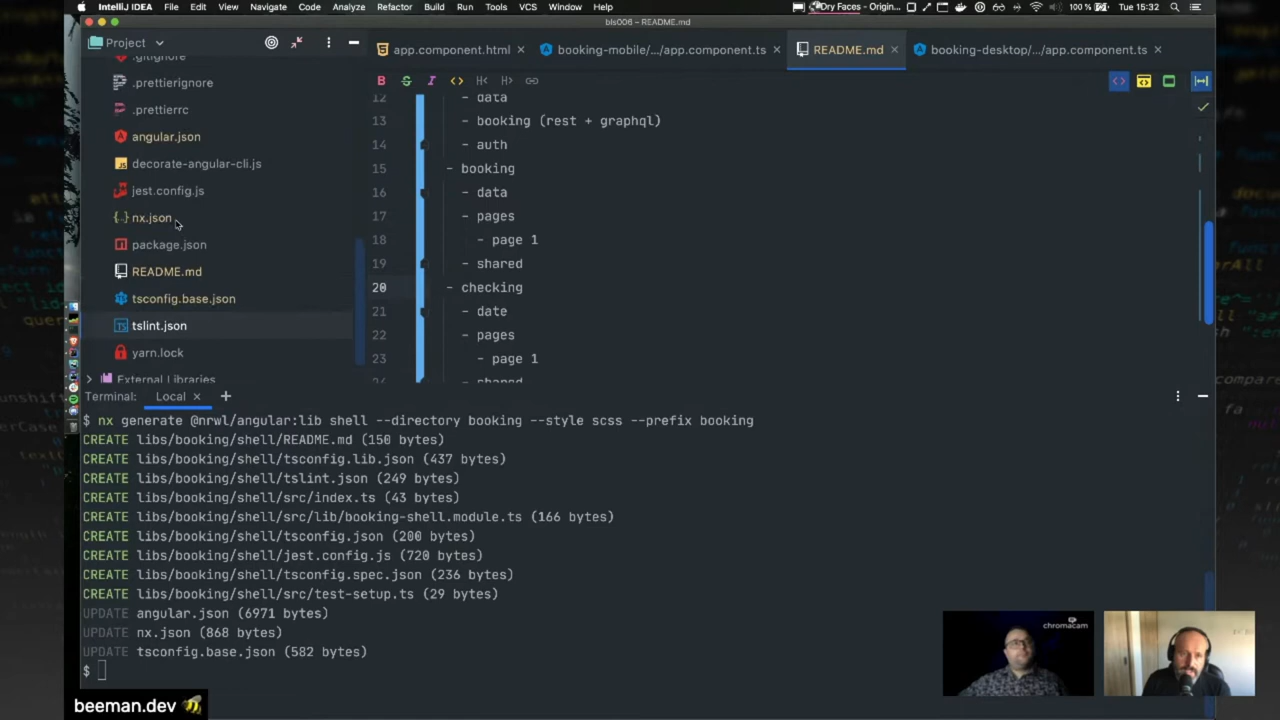 IntelliJ IDEA File Edit View Navigate Code Analyze Refactor Build Run Tools VCS Window Help Dry Faces - Origin... 100 % Tue 15:32
bls006 – README.md
Project
app.component.html booking-mobile/.../app.component.ts README.md booking-desktop/.../app.component.ts
.gitignore
.prettierignore
.prettierrc
angular.json
decorate-angular-cli.js
jest.config.js
nx.json
package.json
README.md
tsconfig.base.json
tslint.json
yarn.lock
External Libraries
12 - data
13 - booking (rest + graphql)
14 - auth
15 - booking
16 - data
17 - pages
18 - page 1
19 - shared
20 - checking
21 - date
22 - pages
23 - page 1
24 - shared
Terminal: Local +
$ nx generate @nrwl/angular:lib shell --directory booking --style scss --prefix booking
CREATE libs/booking/shell/README.md (150 bytes)
CREATE libs/booking/shell/tsconfig.lib.json (437 bytes)
CREATE libs/booking/shell/tslint.json (249 bytes)
CREATE libs/booking/shell/src/index.ts (43 bytes)
CREATE libs/booking/shell/src/lib/booking-shell.module.ts (166 bytes)
CREATE libs/booking/shell/tsconfig.json (200 bytes)
CREATE libs/booking/shell/jest.config.js (720 bytes)
CREATE libs/booking/shell/tsconfig.spec.json (236 bytes)
CREATE libs/booking/shell/src/test-setup.ts (29 bytes)
UPDATE angular.json (6971 bytes)
UPDATE nx.json (868 bytes)
UPDATE tsconfig.base.json (582 bytes)
$
chromacam
beeman.dev